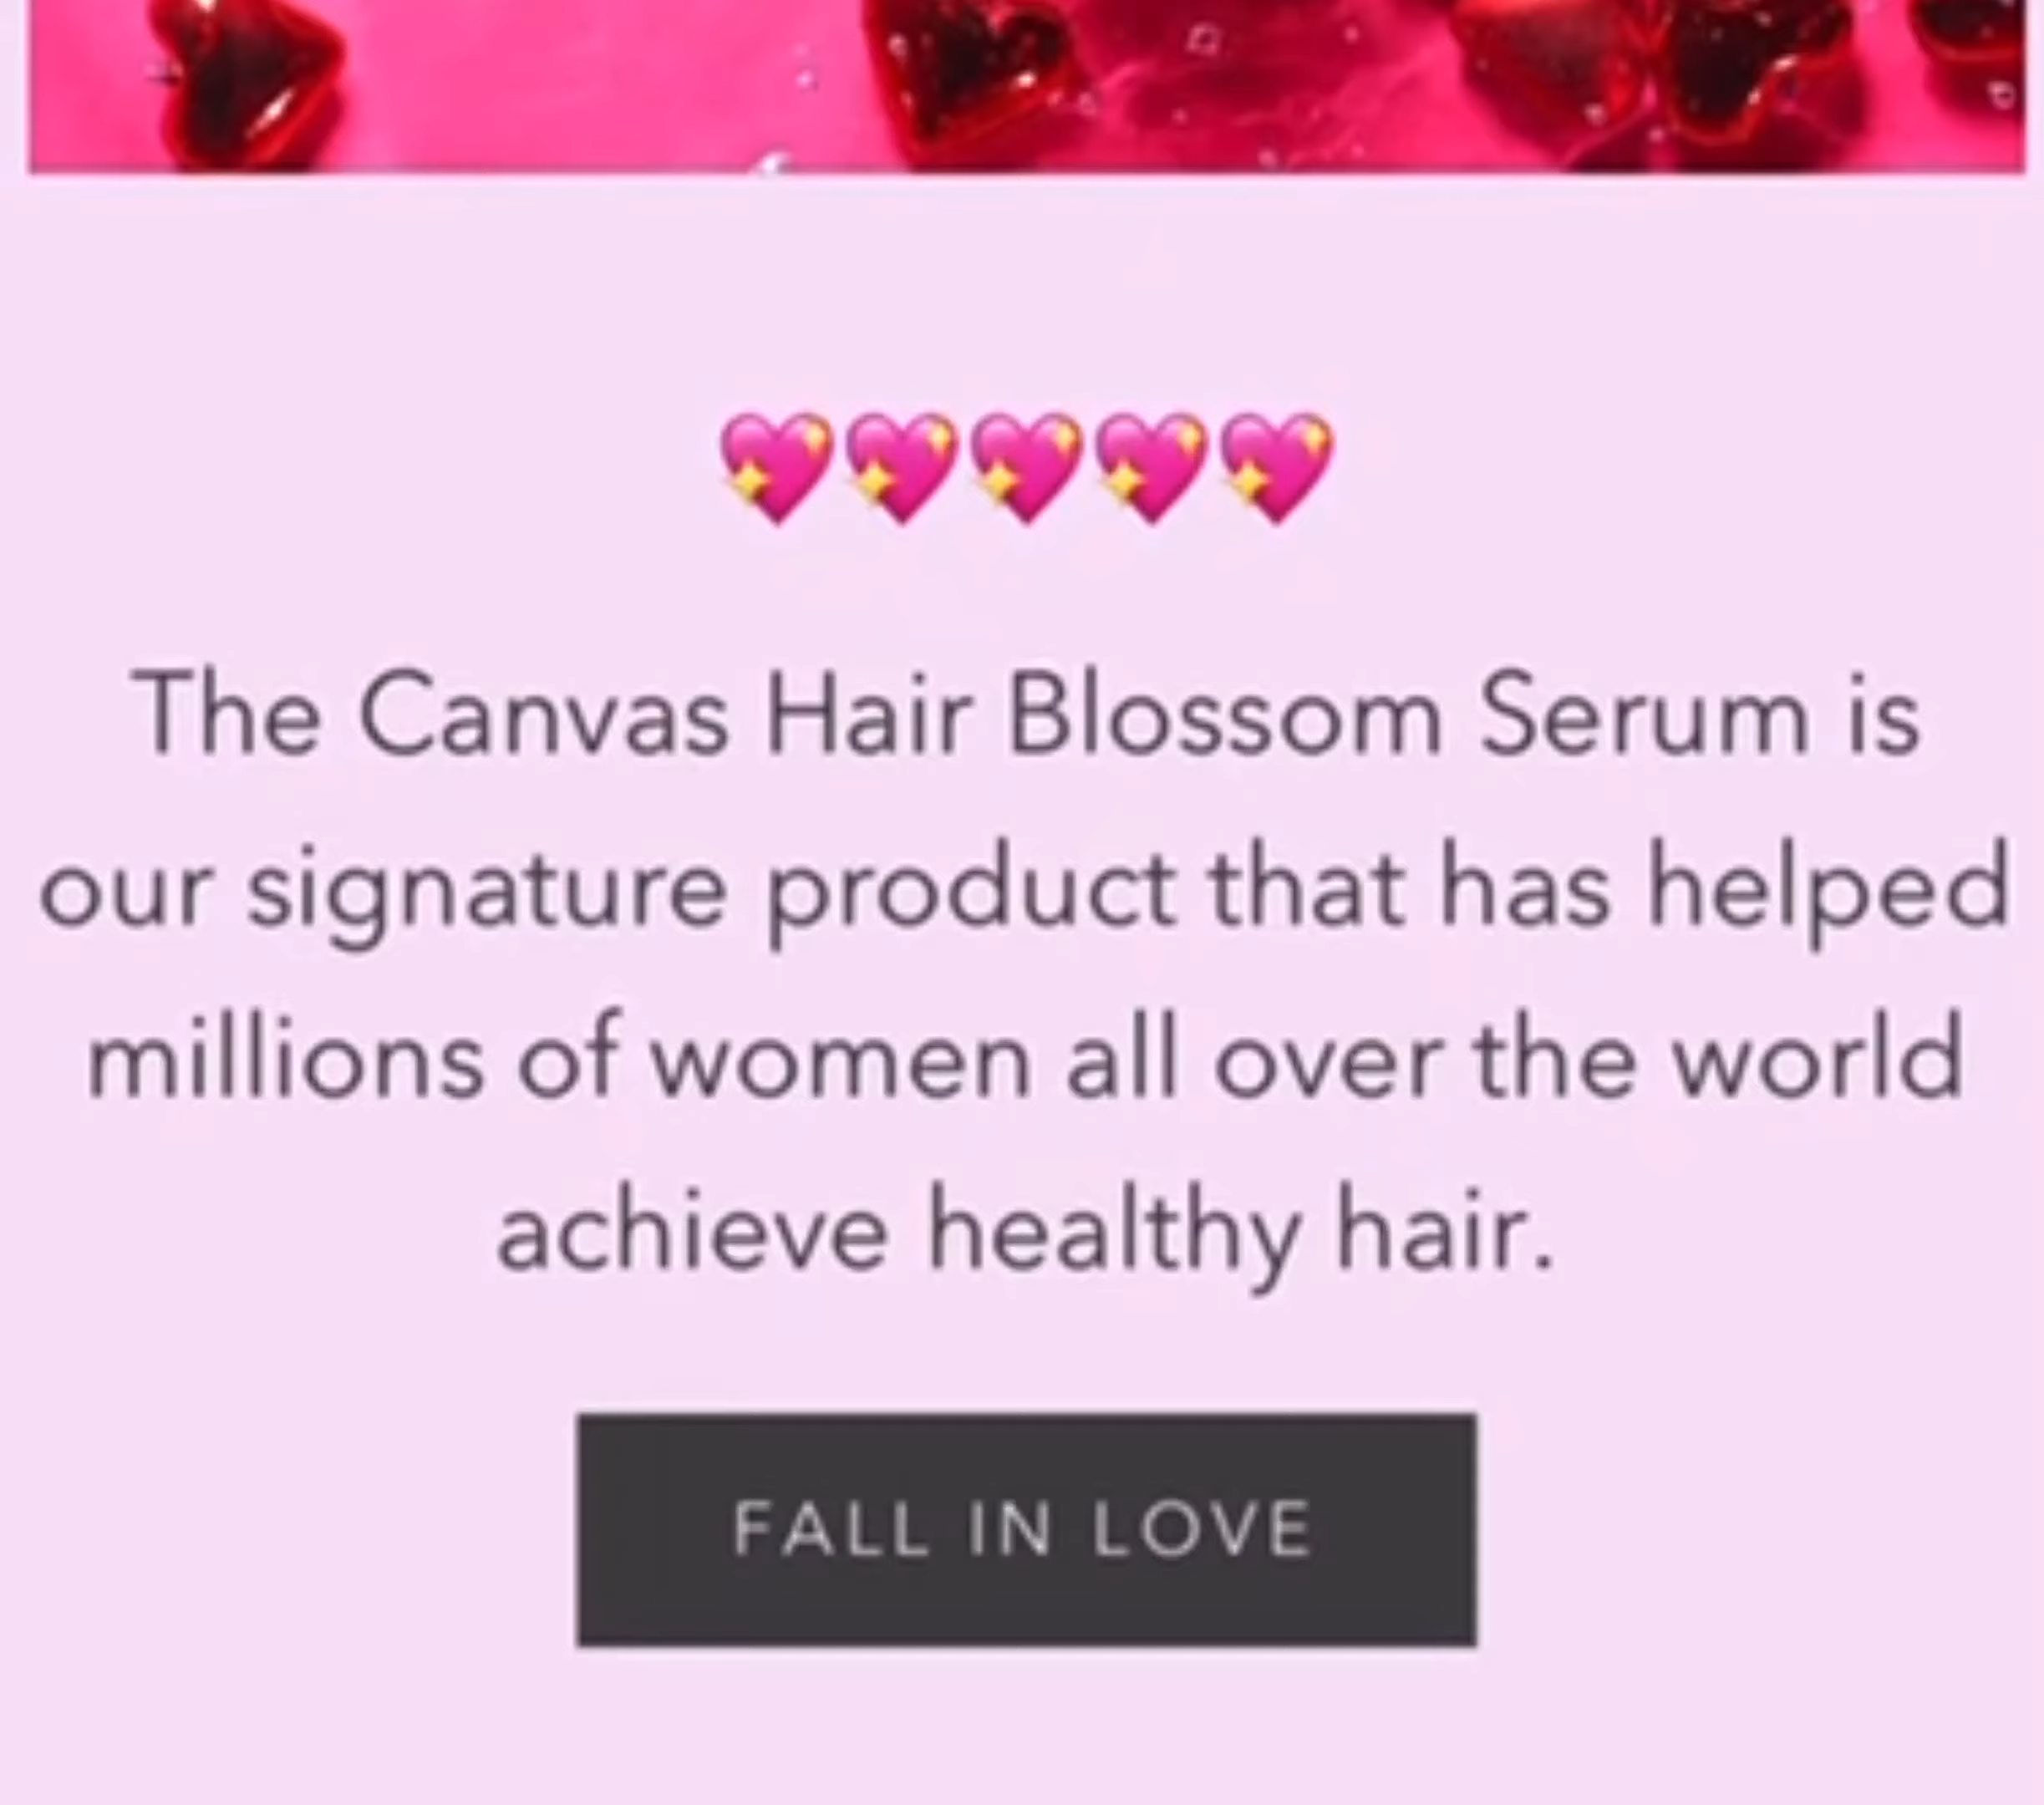 💖💖💖💖💖
The Canvas Hair Blossom Serum is
our signature product that has helped
millions of women all over the world
achieve healthy hair.
FALL IN LOVE